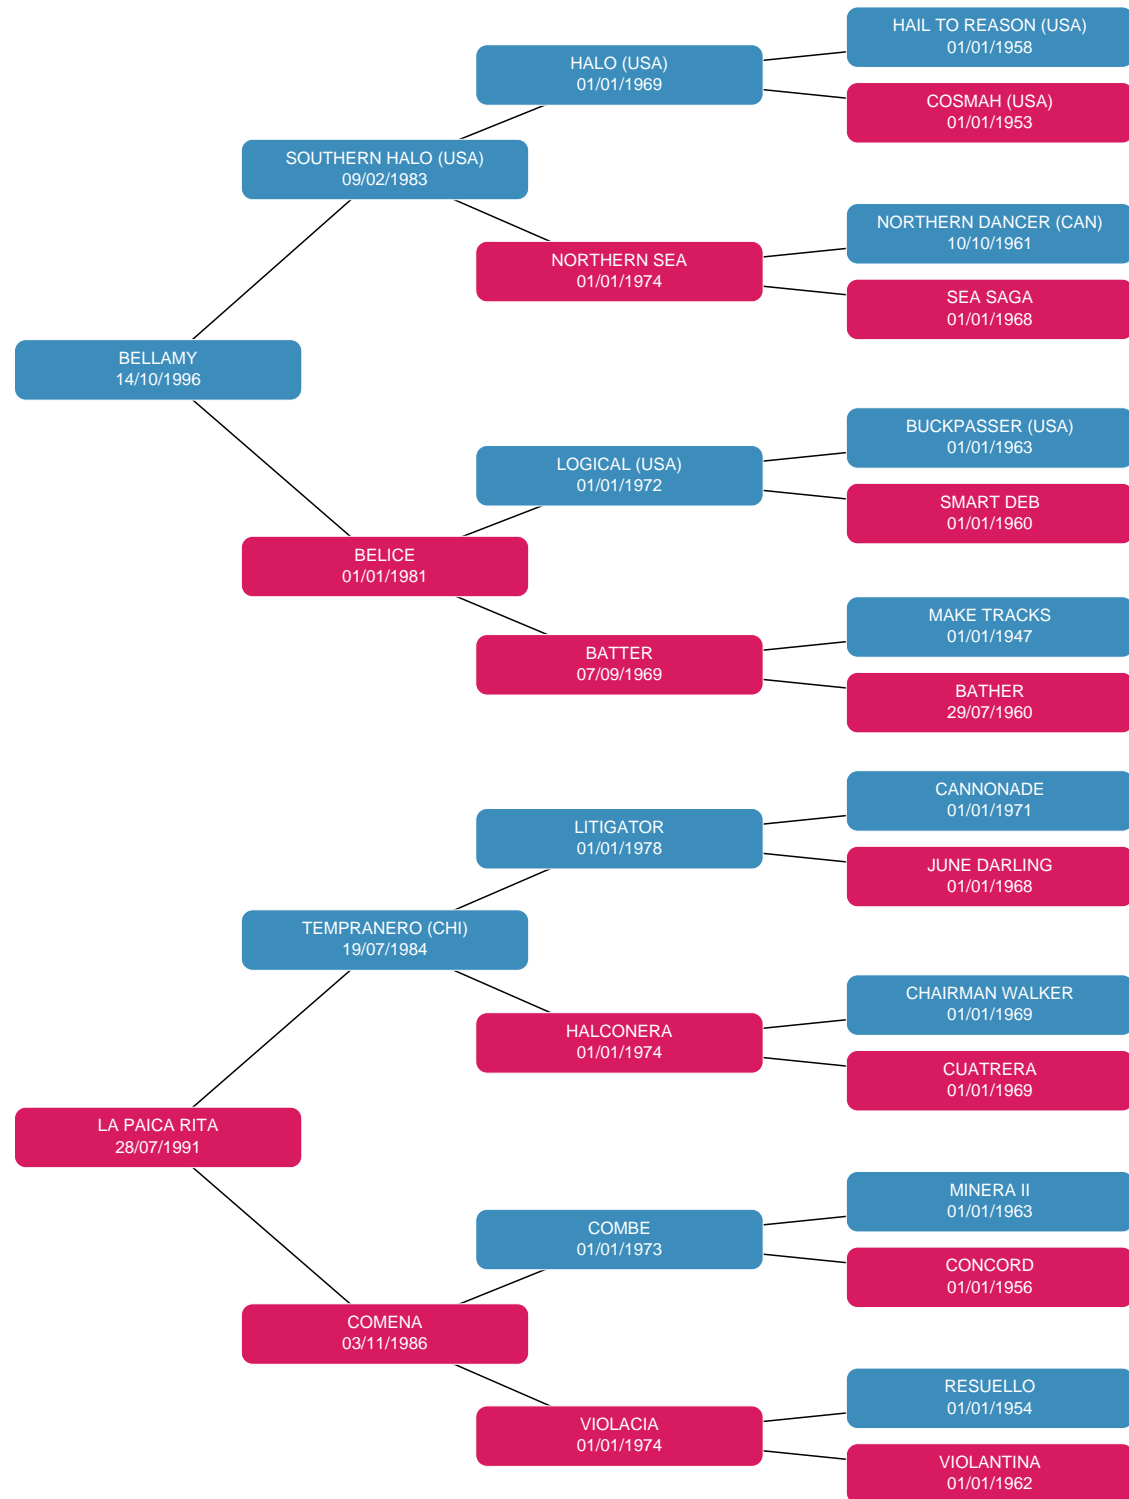 HAIL TO REASON (USA)
01/01/1958
HALO (USA)
01/01/1969
COSMAH (USA)
01/01/1953
SOUTHERN HALO (USA)
09/02/1983
NORTHERN DANCER (CAN)
10/10/1961
NORTHERN SEA
01/01/1974
SEA SAGA
01/01/1968
BELLAMY
14/10/1996
BUCKPASSER (USA)
01/01/1963
LOGICAL (USA)
01/01/1972
SMART DEB
01/01/1960
BELICE
01/01/1981
MAKE TRACKS
01/01/1947
BATTER
07/09/1969
BATHER
29/07/1960
CANNONADE
01/01/1971
LITIGATOR
01/01/1978
JUNE DARLING
01/01/1968
TEMPRANERO (CHI)
19/07/1984
CHAIRMAN WALKER
01/01/1969
HALCONERA
01/01/1974
CUATRERA
01/01/1969
LA PAICA RITA
28/07/1991
MINERA II
01/01/1963
COMBE
01/01/1973
CONCORD
01/01/1956
COMENA
03/11/1986
RESUELLO
01/01/1954
VIOLACIA
01/01/1974
VIOLANTINA
01/01/1962